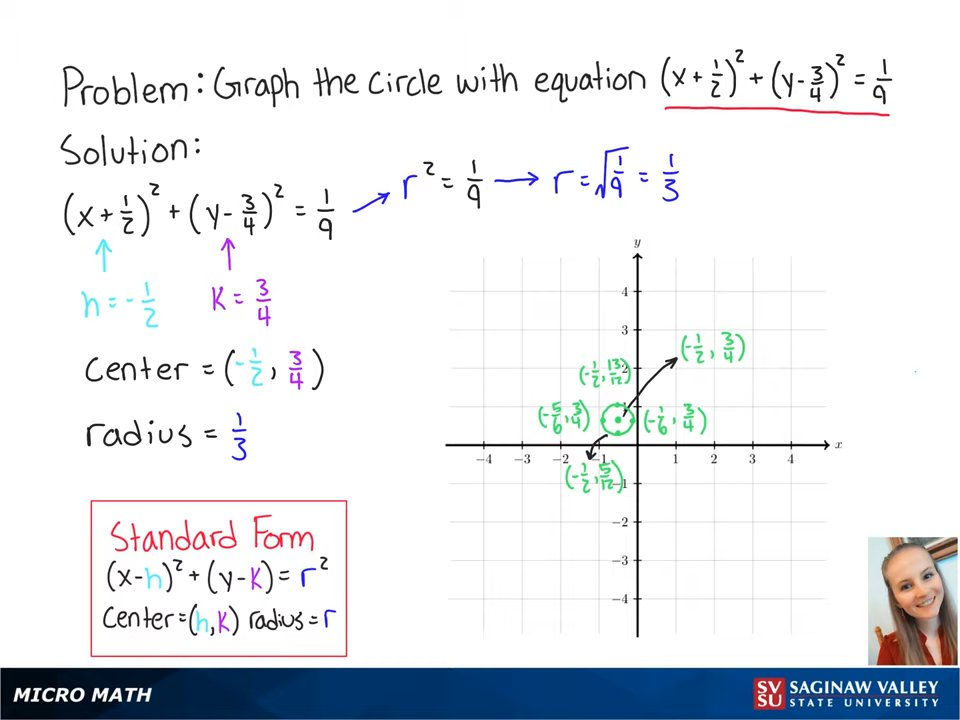 Problem: Graph the circle with equation (x + 1/2)² + (y - 3/4)² = 1/9
Solution:
(x + 1/2)² + (y - 3/4)² = 1/9 → r² = 1/9 → r = √1/9 = 1/3
h = -1/2 k = 3/4
center = (-1/2, 3/4)
radius = 1/3
Standard Form
(x-h)² + (y-k) = r²
Center = (h,k) radius = r
y
4
3
2
1
(-1/2, 3/4)
(-1/2, 13/12)
(-5/6, 3/4)
(-1/6, 3/4)
-4 -3 -2 -1 1 2 3 4 x
(-1/2, 5/12)
-1
-2
-3
-4
MICRO MATH
SV SU SAGINAW VALLEY
STATE UNIVERSITY